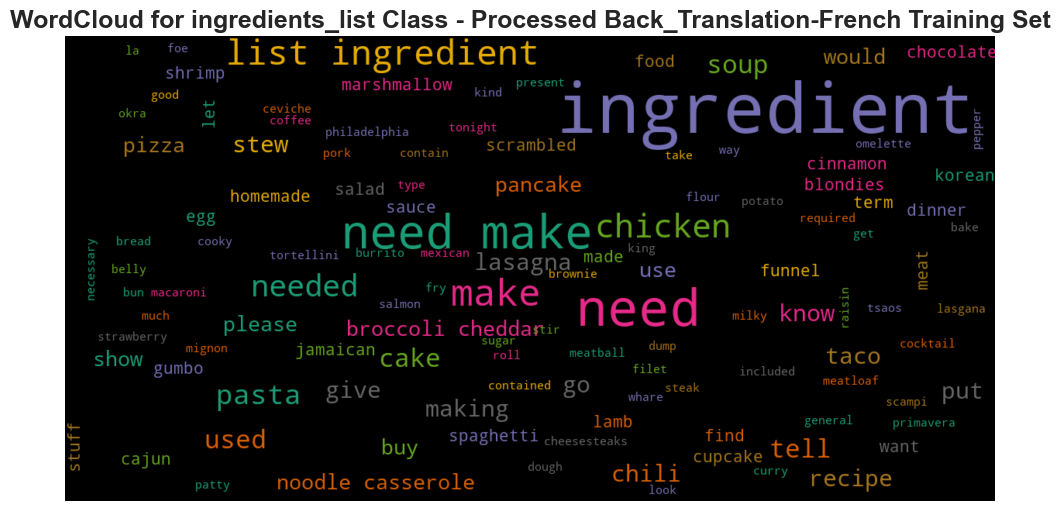 WordCloud for ingredients_list Class - Processed Back_Translation-French Training Set
la foe list ingredient food soup would chocolate
shrimp marshmallow present kind ingredient
good let ceviche coffee pepper
okra philadelphia tonight omelette
pizza stew pork contain scrambled take way
cinnamon korean
homemade salad type pancake flour potato blondies
egg sauce required term dinner
bread cooky need make chicken king get bake
tortellini burrito mexican lasagna made
necessary belly needed brownie use funnel meat
bun macaroni salmon fry make need milky know raisin tsaos lasgana
much please broccoli cheddar stir
strawberry mignon sugar cocktail
show jamaican cake roll meatball dump taco
gumbo filet included meatloaf
pasta give contained go whare steak put
making scampi
used spaghetti lamb general primavera
stuff buy cheesesteaks find tell want
cajun dough chili cupcake curry recipe
patty noodle casserole look